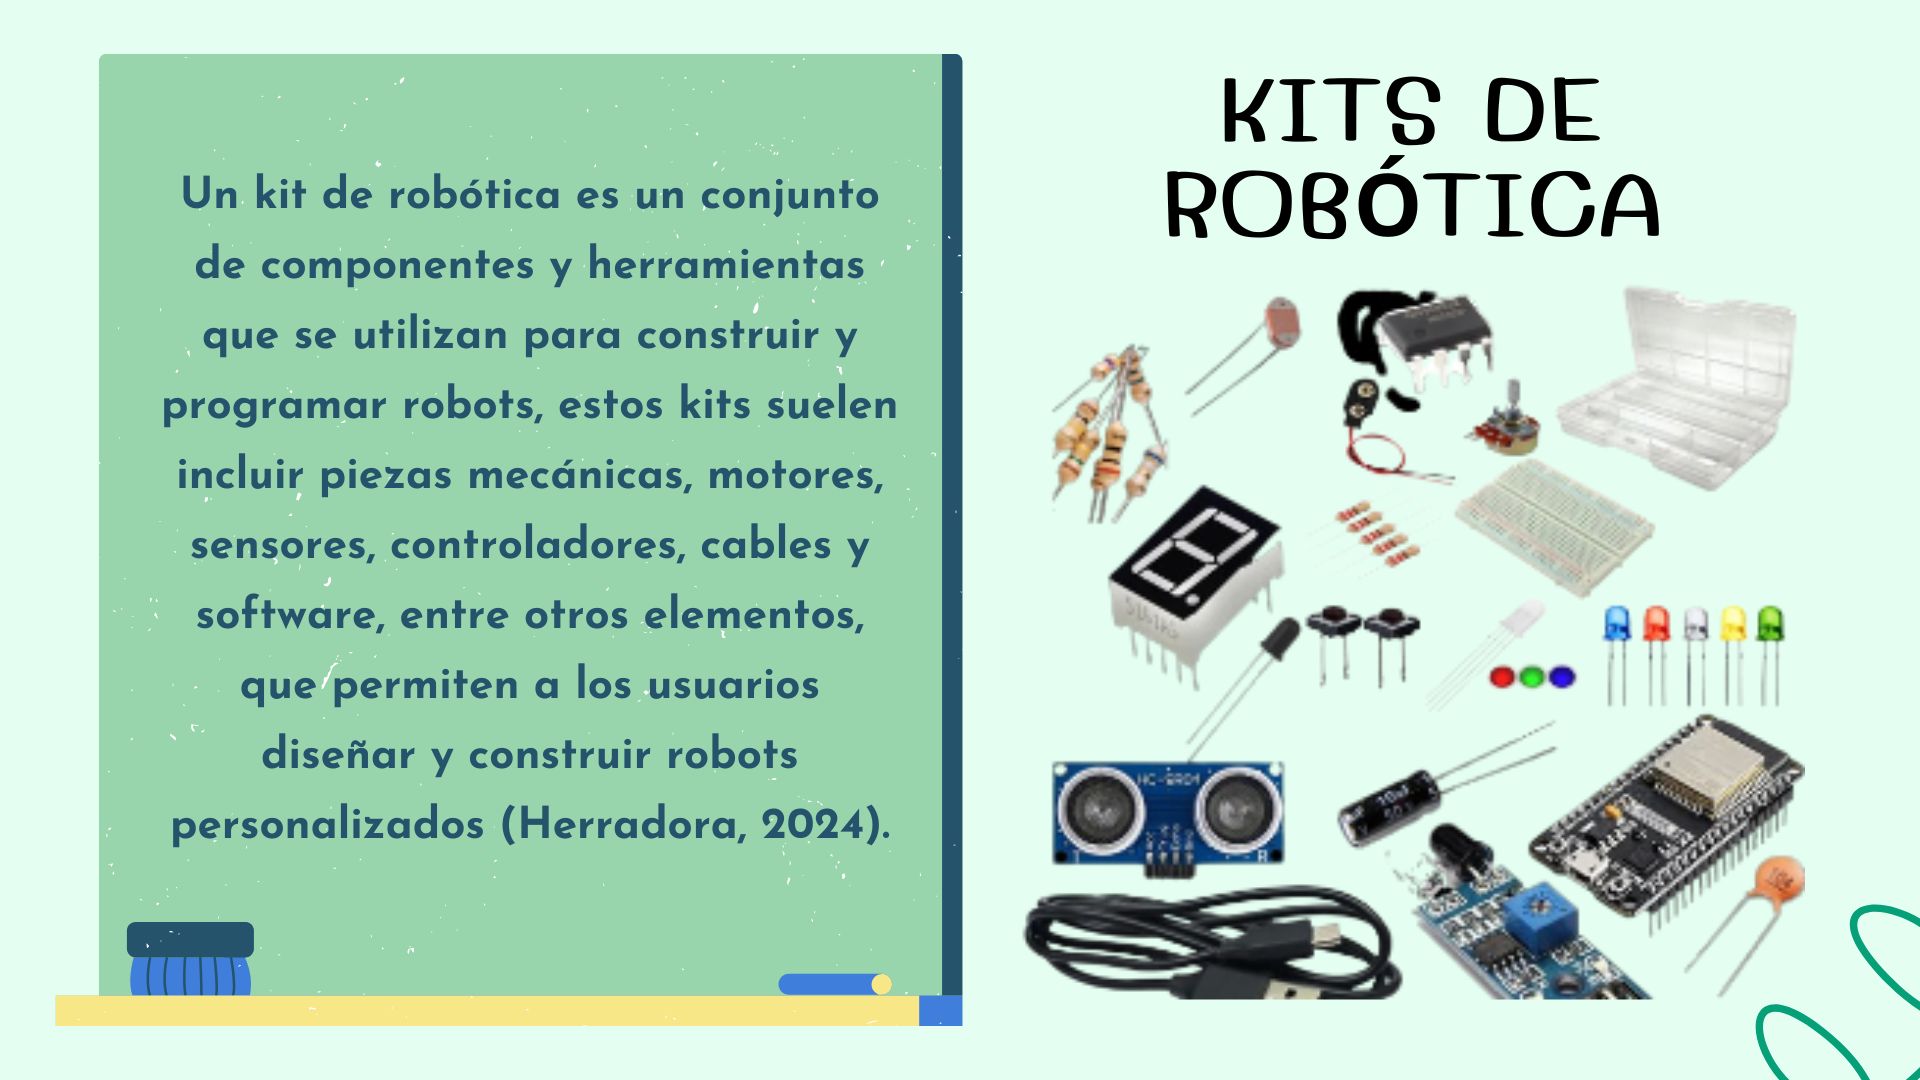 KITS DE
ROBÓTICA
Un kit de robótica es un conjunto
de componentes y herramientas
que se utilizan para construir y
programar robots, estos kits suelen
incluir piezas mecánicas, motores,
sensores, controladores, cables y
software, entre otros elementos,
que permiten a los usuarios
diseñar y construir robots
personalizados (Herradora, 2024).
HC-SR04
T
R
104